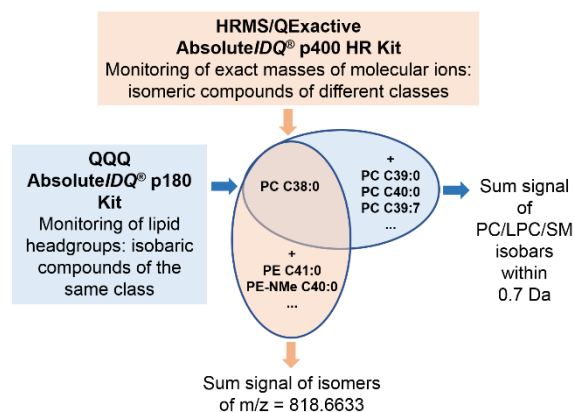 HRMS/QExactive
AbsoluteIDQ® p400 HR Kit
Monitoring of exact masses of molecular ions:
isomeric compounds of different classes
QQQ
AbsoluteIDQ® p180
Kit
Monitoring of lipid
headgroups: isobaric
compounds of the
same class
PC C38:0
+
PC C39:0
PC C40:0
PC C39:7
...
+
PE C41:0
PE-NMe C40:0
...
Sum signal
of
PC/LPC/SM
isobars
within
0.7 Da
Sum signal of isomers
of m/z = 818.6633